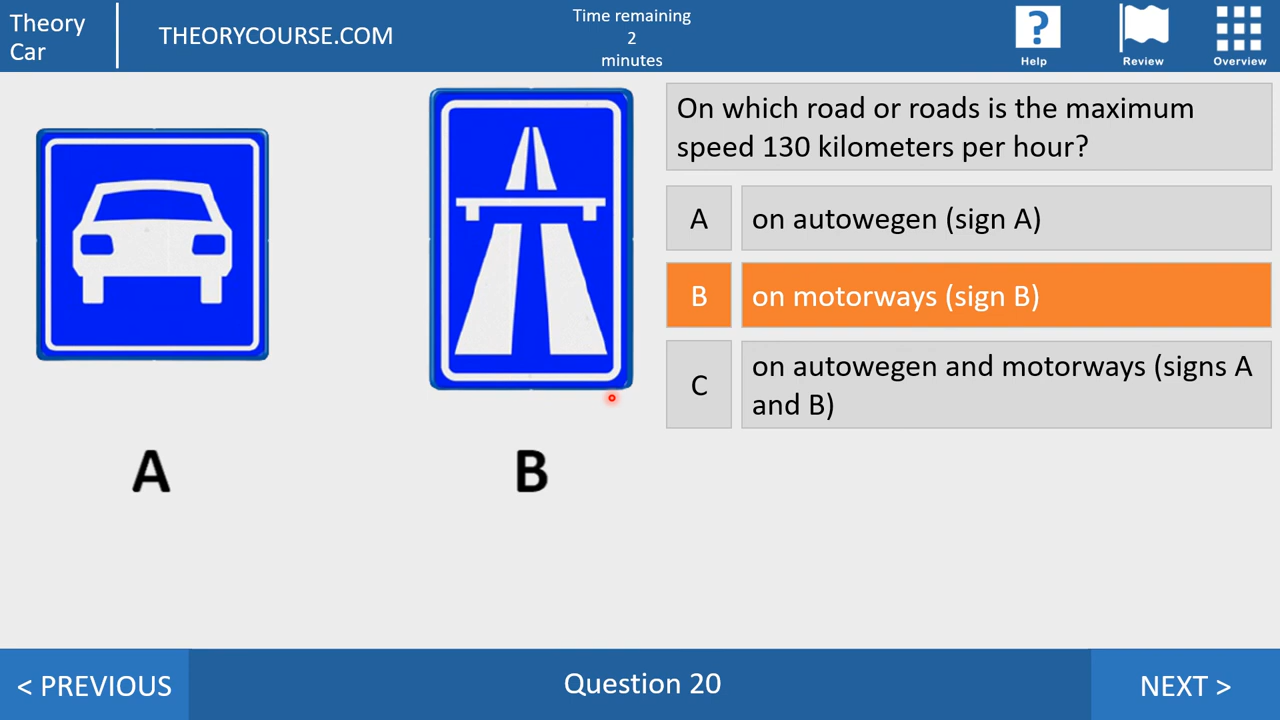 Theory
Car
THEORYCOURSE.COM
Time remaining
2
minutes
Help
Review
Overview
On which road or roads is the maximum
speed 130 kilometers per hour?
A
on autowegen (sign A)
B
on motorways (sign B)
C
on autowegen and motorways (signs A
and B)
A
B
< PREVIOUS
Question 20
NEXT >